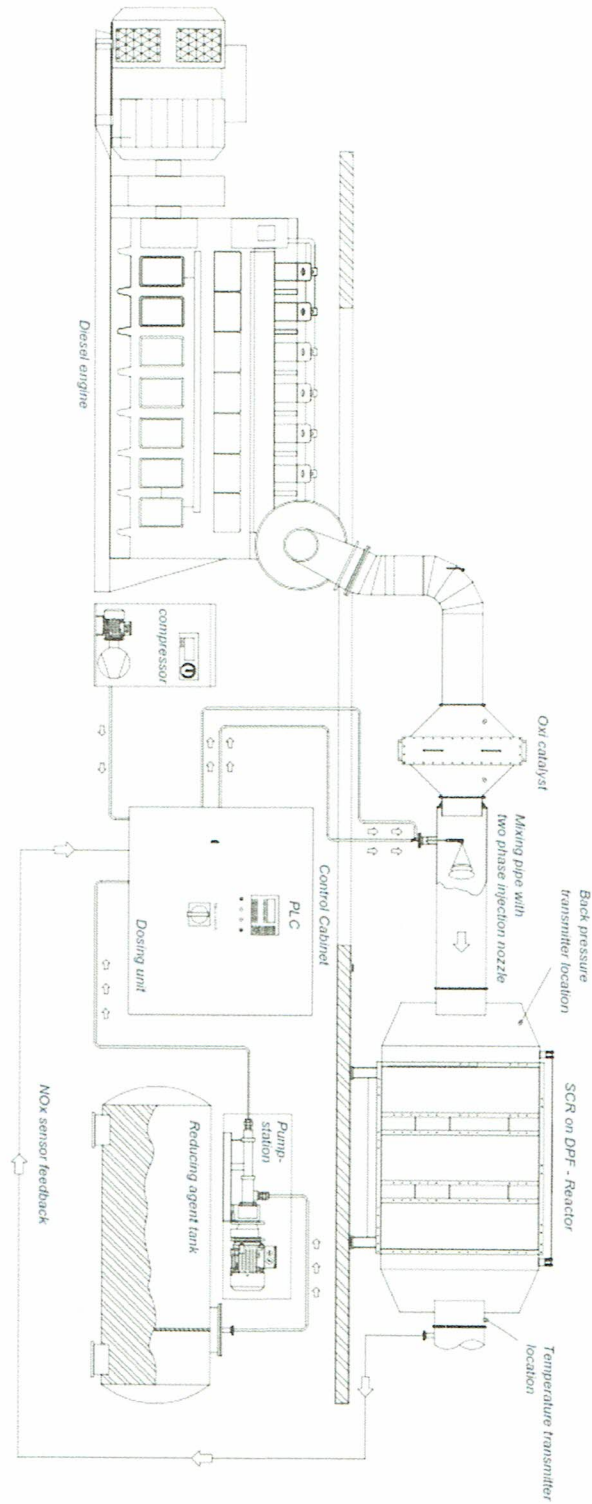 Oxi catalyst
Mixing pipe with
two phase injection nozzle
Back pressure
transmitter location
SCR on DPF - Reactor
Temperature transmitter
location
Diesel engine
compressor
Control Cabinet
PLC
Dosing unit
Pump-
station
Reducing agent tank
NOx sensor feedback